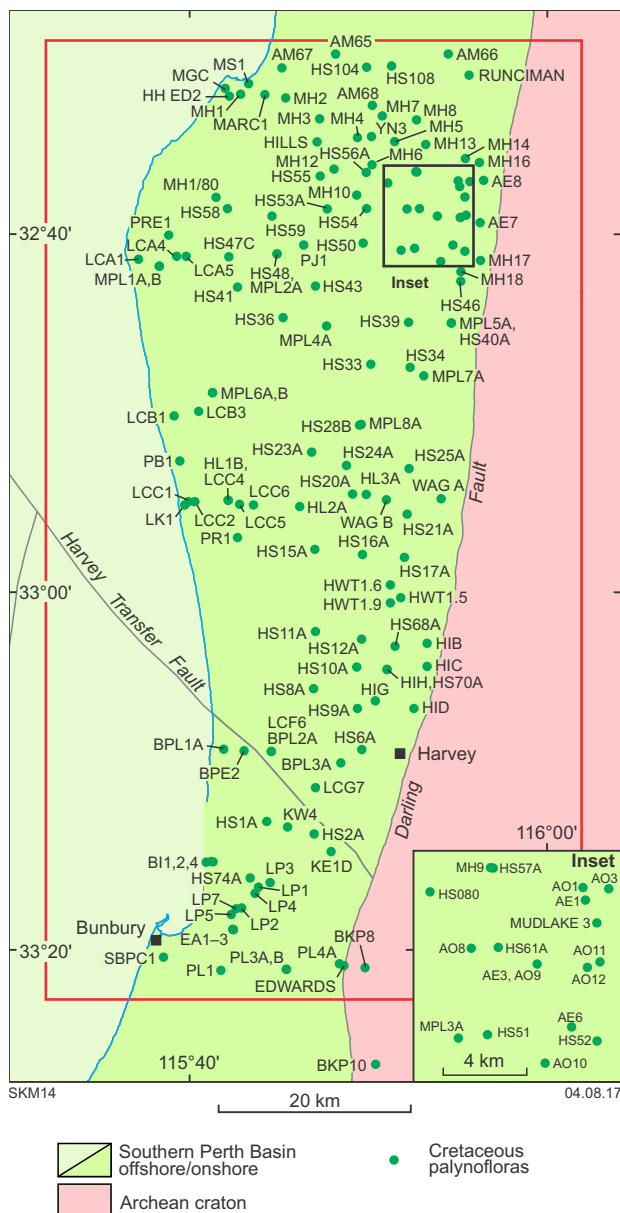 AM65
MS1
AM67
AM66
MGC
HS104
HS108
RUNCIMAN
HH ED2
MH1
MH2
AM68
MH7
MH8
MARC1
MH3
MH4
YN3
MH5
HILLS
MH13
MH14
HS56A
MH6
MH16
MH12
HS55
AE8
MH1/80
HS53A
MH10
HS58
HS59
HS54
AE7
PRE1
32°40'
LCA4
HS47C
PJ1
HS50
LCA1
LCA5
HS48,
MPL2A
MH17
MPL1A,B
Inset
MH18
HS41
HS43
HS46
HS36
HS39
MPL5A,
HS40A
MPL4A
HS33
HS34
MPL7A
MPL6A,B
LCB1
LCB3
HS28B
MPL8A
HS23A
HS24A
HS25A
PB1
HL1B,
LCC4
HS20A
HL3A
WAG A
Fault
LCC1
LCC6
LK1
LCC2
LCC5
HL2A
WAG B
HS21A
PR1
HS15A
HS16A
HS17A
33°00'
HWT1.6
HWT1.5
HWT1.9
Harvey Transfer Fault
HS11A
HS68A
HS12A
HIB
HS10A
HIC
HIH,HS70A
HS8A
HIG
HS9A
HID
LCF6
BPL2A
BPL1A
HS6A
BPE2
BPL3A
Harvey
LCG7
Darling
HS1A
KW4
HS2A
KE1D
116°00'
BI1,2,4
LP3
HS74A
LP1
LP4
LP7
LP5
LP2
Bunbury
EA1–3
33°20'
SBPC1
PL3A,B
PL4A
BKP8
PL1
EDWARDS
BKP10
115°40'
Inset
MH9
HS57A
AO3
AO1
HS080
AE1
MUDLAKE 3
AO8
HS61A
AO11
AE3, AO9
AO12
AE6
MPL3A
HS51
HS52
AO10
4 km
SKM14
20 km
04.08.17
Southern Perth Basin
offshore/onshore
Cretaceous
palynofloras
Archean craton